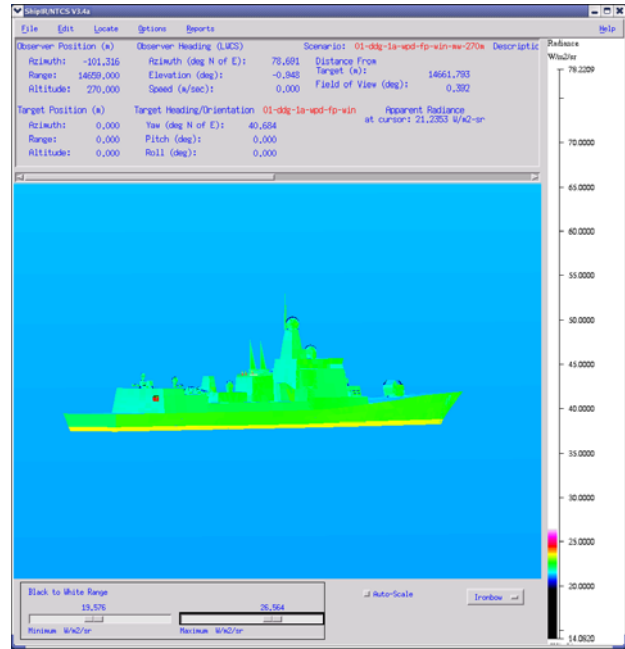 ShipIR/NTCS V3.4a
File Edit Locate Options Reports Help
Observer Position (m) Observer Heading (LWCS) Scenario: 01-ddg-1a-wpd-fp-win-mw-270m Descriptic
Azimuth: -101.316 Azimuth (deg N of E): 78.691 Distance From
Range: 14659.000 Elevation (deg): -0.948 Target (m): 14661.793
Altitude: 270.000 Speed (m/sec): 0.000 Field of View (deg): 0.392
Target Position (m) Target Heading/Orientation 01-ddg-1a-wpd-fp-win Apparent Radiance
Azimuth: 0.000 Yaw (deg N of E): 40.684 at cursor: 21.2353 W/m2-sr
Range: 0.000 Pitch (deg): 0.000
Altitude: 0.000 Roll (deg): 0.000
Radiance
W/m2/sr
78.2209
70.0000
65.0000
60.0000
55.0000
50.0000
45.0000
40.0000
35.0000
30.0000
25.0000
20.0000
14.0820
Black to White Range
19.576 26.564
Minimum W/m2/sr Maximum W/m2/sr
Auto-Scale
Ironbow